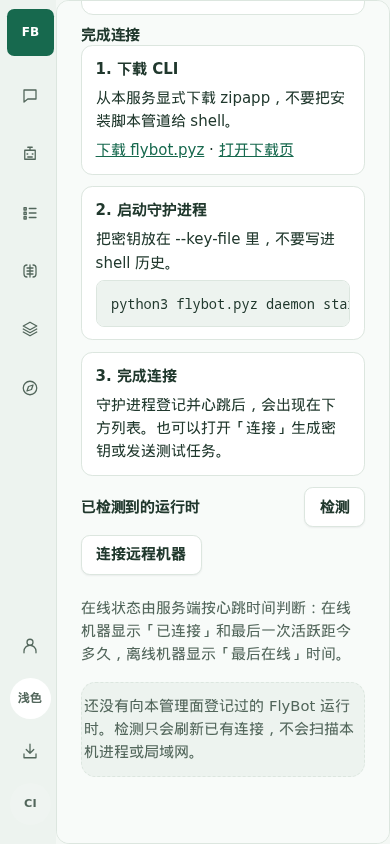 FB
完成连接
1. 下载 CLI
从本服务显式下载 zipapp，不要把安
装脚本管道给 shell。
下载 flybot.pyz · 打开下载页
2. 启动守护进程
把密钥放在 --key-file 里，不要写进
shell 历史。
python3 flybot.pyz daemon sta
3. 完成连接
守护进程登记并心跳后，会出现在下
方列表。也可以打开「连接」生成密
钥或发送测试任务。
已检测到的运行时
检测
连接远程机器
在线状态由服务端按心跳时间判断：在线
机器显示「已连接」和最后一次活跃距今
多久，离线机器显示「最后在线」时间。
还没有向本管理面登记过的 FlyBot 运行
时。检测只会刷新已有连接，不会扫描本
机进程或局域网。
浅色
CI